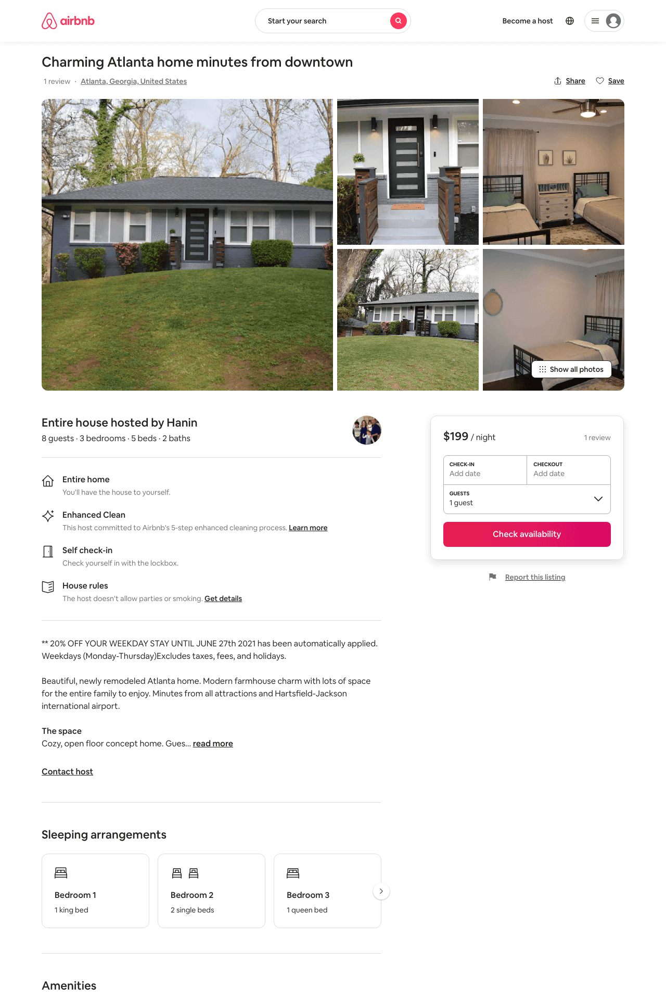 airbnb
Start your search
Become a host
Charming Atlanta home minutes from downtown
1 review · Atlanta, Georgia, United States
Share
Save
Show all photos
Entire house hosted by Hanin
8 guests · 3 bedrooms · 5 beds · 2 baths
Entire home
You’ll have the house to yourself.
Enhanced Clean
This host committed to Airbnb's 5-step enhanced cleaning process. Learn more
Self check-in
Check yourself in with the lockbox.
House rules
The host doesn’t allow parties or smoking. Get details
$199 / night
1 review
CHECK-IN
Add date
CHECKOUT
Add date
GUESTS
1 guest
Check availability
Report this listing
** 20% OFF YOUR WEEKDAY STAY UNTIL JUNE 27th 2021 has been automatically applied.
Weekdays (Monday-Thursday)Excludes taxes, fees, and holidays.
Beautiful, newly remodeled Atlanta home. Modern farmhouse charm with lots of space
for the entire family to enjoy. Minutes from all attractions and Hartsfield-Jackson
international airport.
The space
Cozy, open floor concept home. Gues... read more
Contact host
Sleeping arrangements
Bedroom 1
1 king bed
Bedroom 2
2 single beds
Bedroom 3
1 queen bed
Amenities